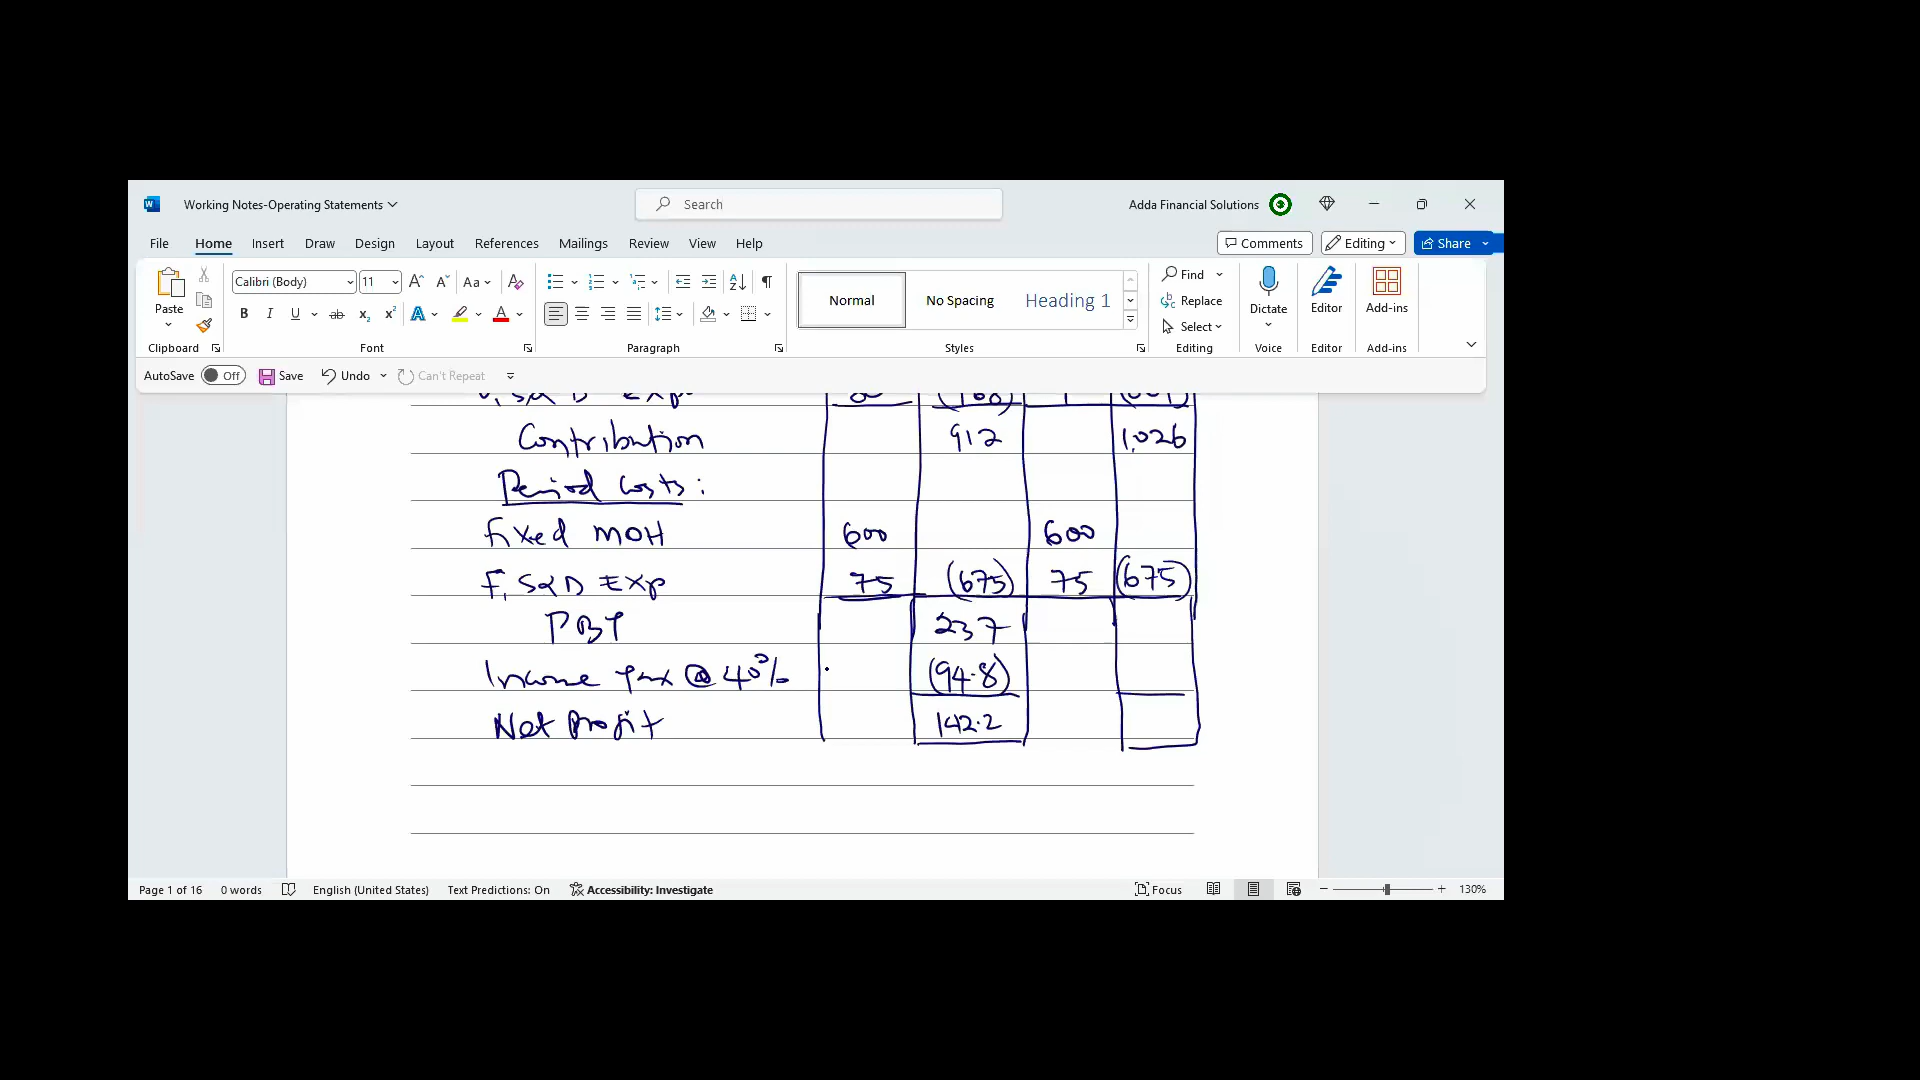 Working Notes-Operating Statements
Search
Adda Financial Solutions
File Home Insert Draw Design Layout References Mailings Review View Help
Comments Editing Share
Paste
Calibri (Body) 11
Normal No Spacing Heading 1
Find
Replace
Select
Dictate Editor Add-ins
Clipboard Font Paragraph Styles Editing Voice Editor Add-ins
AutoSave Off Save Undo Can't Repeat
Contribution 912 1,026
Period Costs:
Fixed MOH 600 600
F, S&D Exp 75 (675) 75 (675)
PBT 237
Income Tax @ 40% (94.8)
Net Profit 142.2
Page 1 of 16 0 words English (United States) Text Predictions: On Accessibility: Investigate Focus 130%